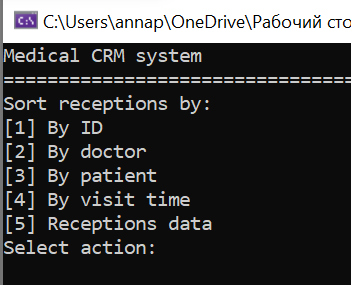 C:\Users\annap\OneDrive\Рабочий сто
Medical CRM system
================================
Sort receptions by:
[1] By ID
[2] By doctor
[3] By patient
[4] By visit time
[5] Receptions data
Select action: